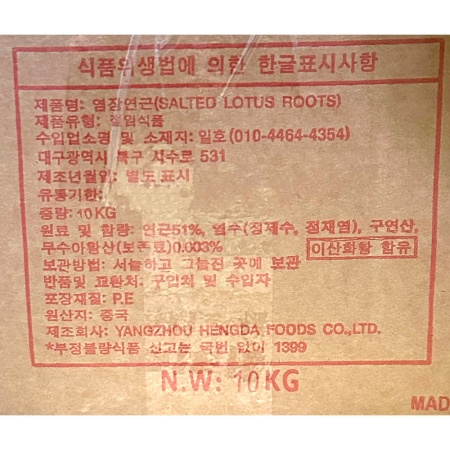 식품위생법에 의한 한글표시사항
제품명: 염장연근(SALTED LOTUS ROOTS)
제품유형: 절임식품
수입업소명 및 소재지: 일호(010-4464-4354)
대구광역시 북구 시수로 531
제조년월일: 별도 표시
유통기한:
중량: 10KG
원료 및 함량: 연근51%, 염수(정제수, 정재염), 구연산,
무수아황산(보존료)0.003% 이산화황 함유
보관방법: 서늘하고 그늘진 곳에 보관
반품및 교환처: 구입처 및 수입자
포장재질: P.E
원산지: 중국
제조회사: YANGZHOU HENGDA FOODS CO.,LTD.
*부정불량식품 신고는 국번 없이 1399
N.W: 10KG
MAD